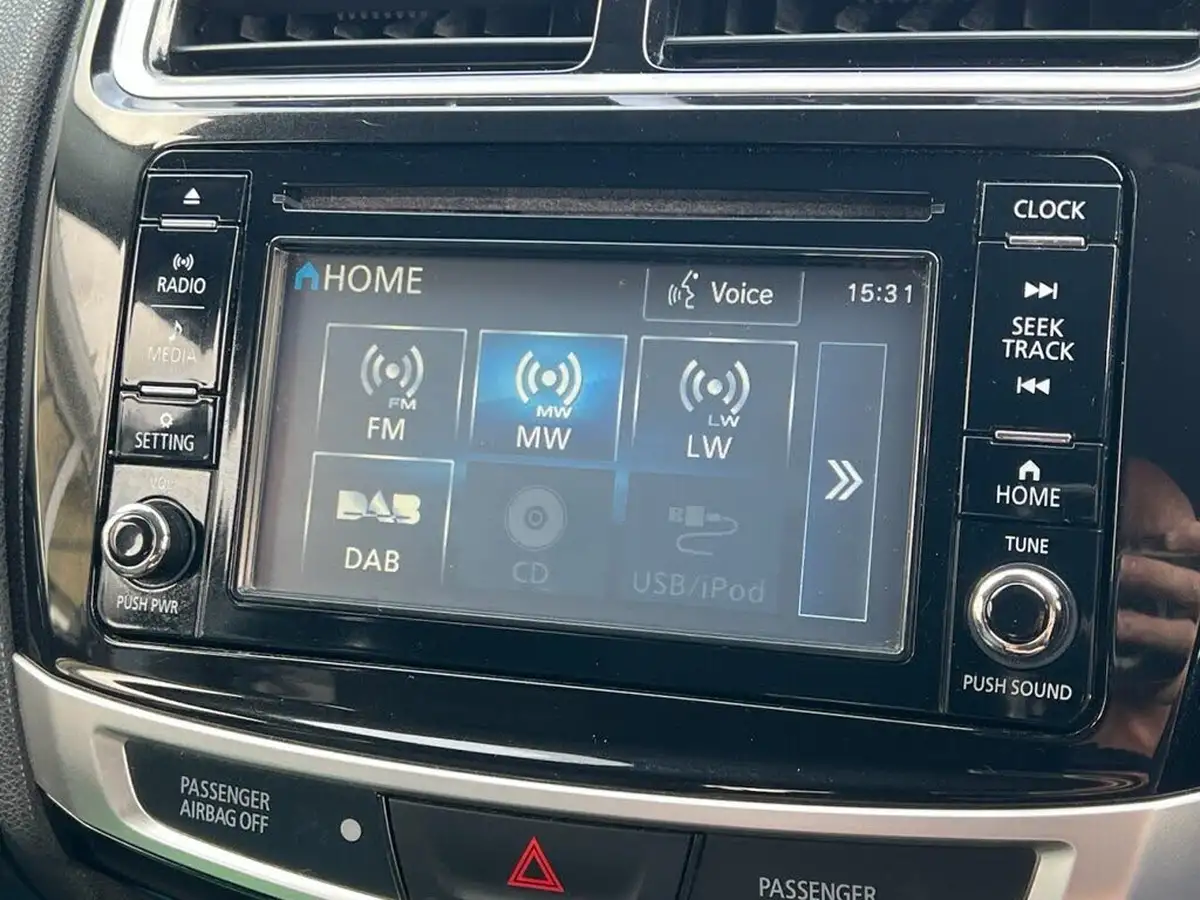 CLOCK
RADIO
MEDIA
SETTING
VOL
PUSH PWR
HOME
Voice
15:31
FM
FM
MW
MW
LW
LW
DAB
DAB
CD
USB/iPod
SEEK
TRACK
HOME
TUNE
PUSH SOUND
PASSENGER
AIRBAG OFF
PASSENGER